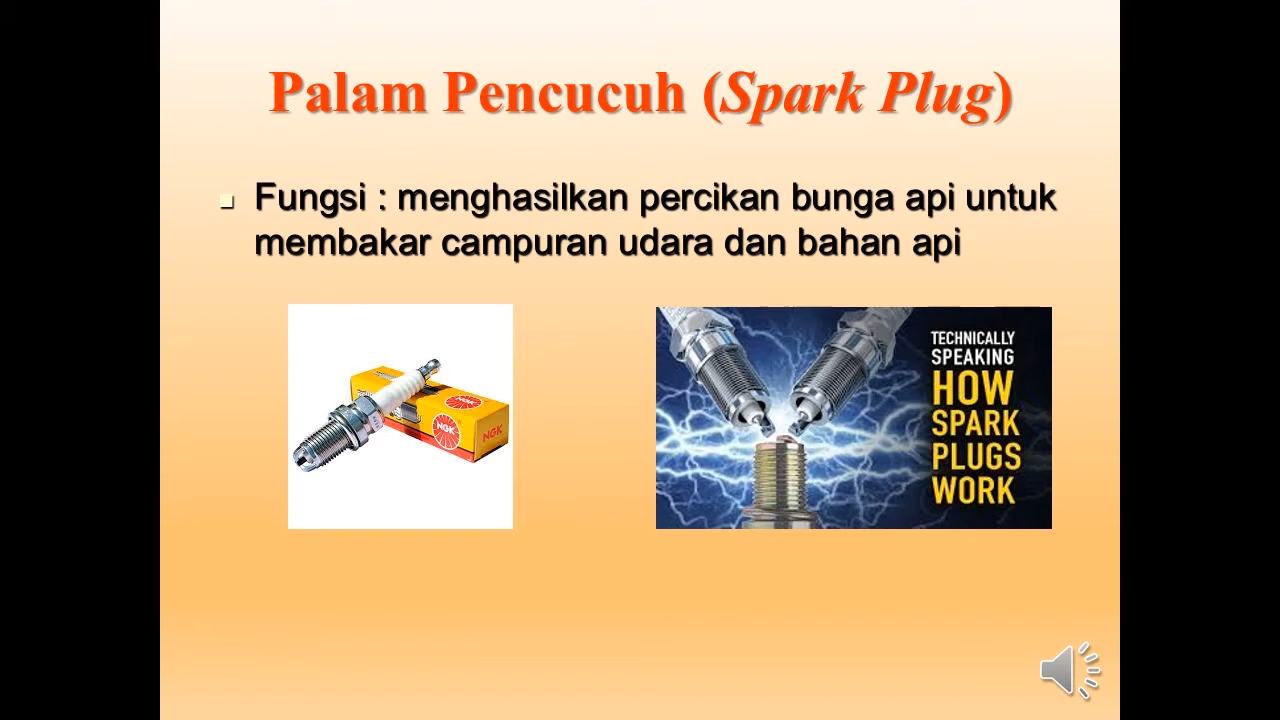 Palam Pencucuh (Spark Plug)
Fungsi : menghasilkan percikan bunga api untuk
membakar campuran udara dan bahan api
NGK
NGK
NGK
TECHNICALLY
SPEAKING
HOW
SPARK
PLUGS
WORK